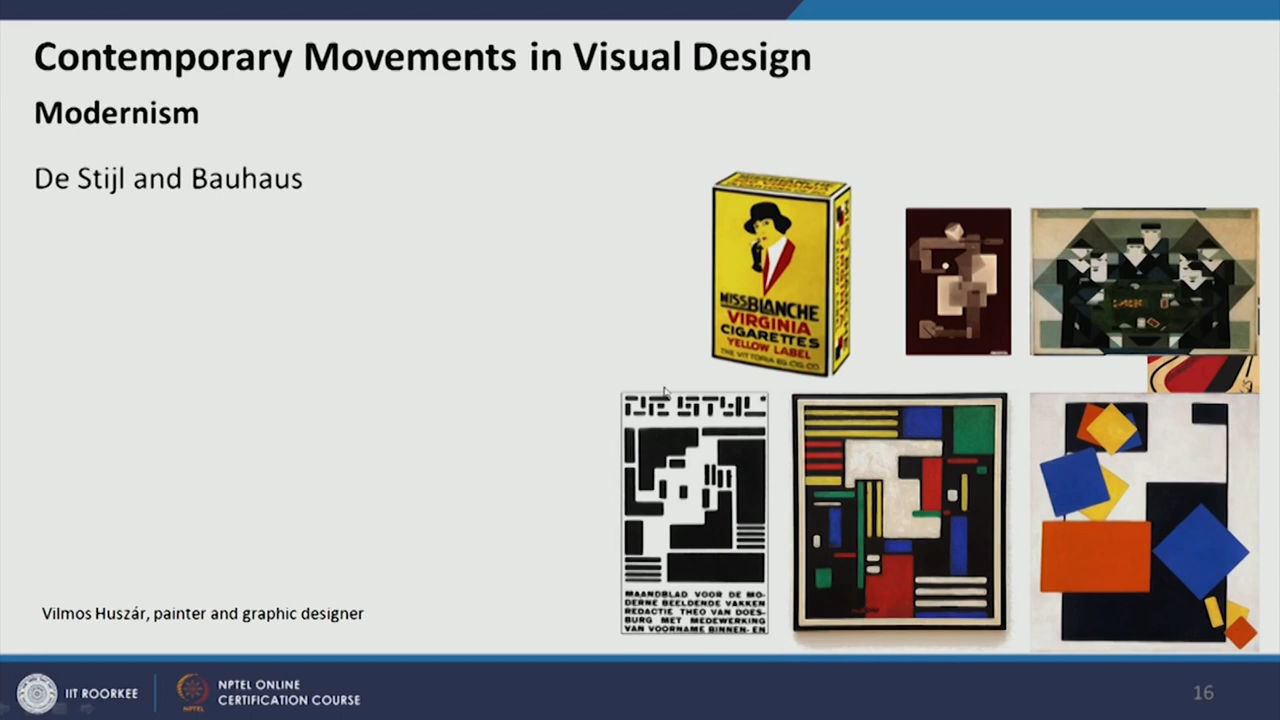 Contemporary Movements in Visual Design
Modernism
De Stijl and Bauhaus
MISS BLANCHE
VIRGINIA
CIGARETTES
YELLOW LABEL
THE VITTORIA EG. CIG. CO
DE STIJL
MAANDBLAD VOOR DE MO-
DERNE BEELDENDE VAKKEN
REDACTIE THEO VAN DOES-
BURG MET MEDEWERKING
VAN VOORNAME BINNEN- EN
Vilmos Huszár, painter and graphic designer
IIT ROORKEE
NPTEL
NPTEL ONLINE
CERTIFICATION COURSE
16